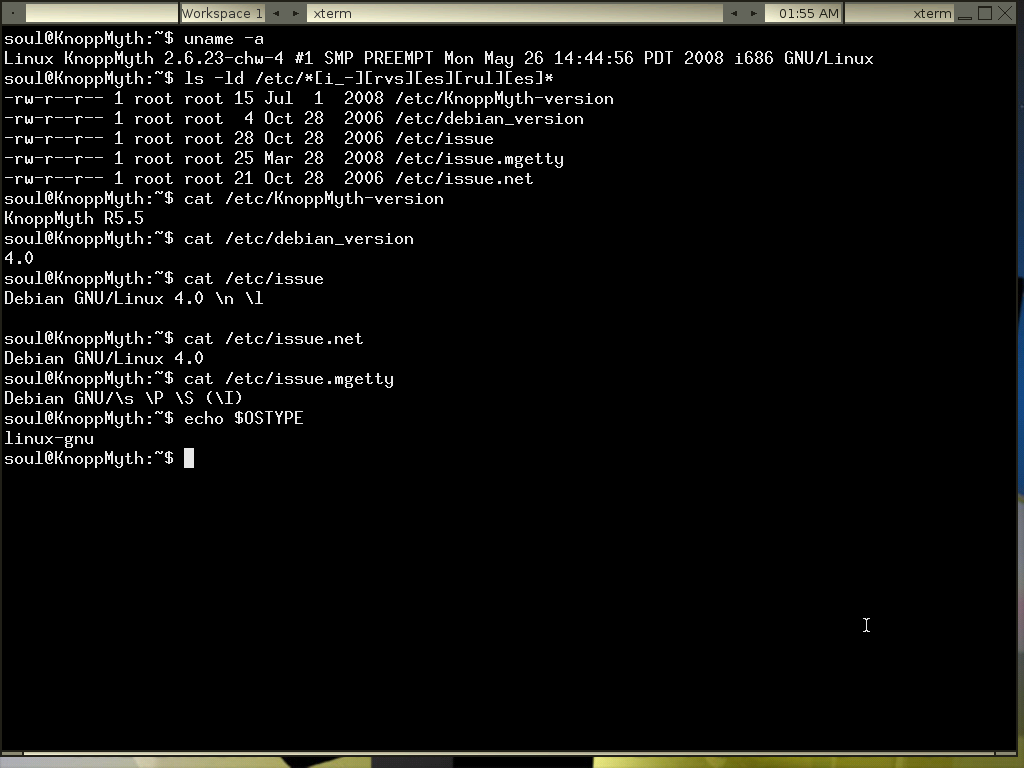 Workspace 1 xterm 01:55 AM xterm
soul@KnoppMyth:~$ uname -a
Linux KnoppMyth 2.6.23-chw-4 #1 SMP PREEMPT Mon May 26 14:44:56 PDT 2008 i686 GNU/Linux
soul@KnoppMyth:~$ ls -ld /etc/*[i_-][rvs][es][rul][es]*
-rw-r--r-- 1 root root 15 Jul  1  2008 /etc/KnoppMyth-version
-rw-r--r-- 1 root root  4 Oct 28  2006 /etc/debian_version
-rw-r--r-- 1 root root 28 Oct 28  2006 /etc/issue
-rw-r--r-- 1 root root 25 Mar 28  2008 /etc/issue.mgetty
-rw-r--r-- 1 root root 21 Oct 28  2006 /etc/issue.net
soul@KnoppMyth:~$ cat /etc/KnoppMyth-version
KnoppMyth R5.5
soul@KnoppMyth:~$ cat /etc/debian_version
4.0
soul@KnoppMyth:~$ cat /etc/issue
Debian GNU/Linux 4.0 \n \l
soul@KnoppMyth:~$ cat /etc/issue.net
Debian GNU/Linux 4.0
soul@KnoppMyth:~$ cat /etc/issue.mgetty
Debian GNU/\s \P \S (\I)
soul@KnoppMyth:~$ echo $OSTYPE
linux-gnu
soul@KnoppMyth:~$